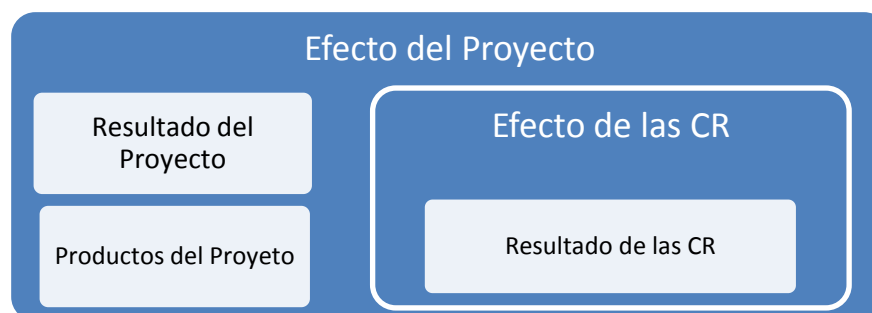 Efecto del Proyecto
Resultado del
Proyecto
Productos del Proyeto
Efecto de las CR
Resultado de las CR